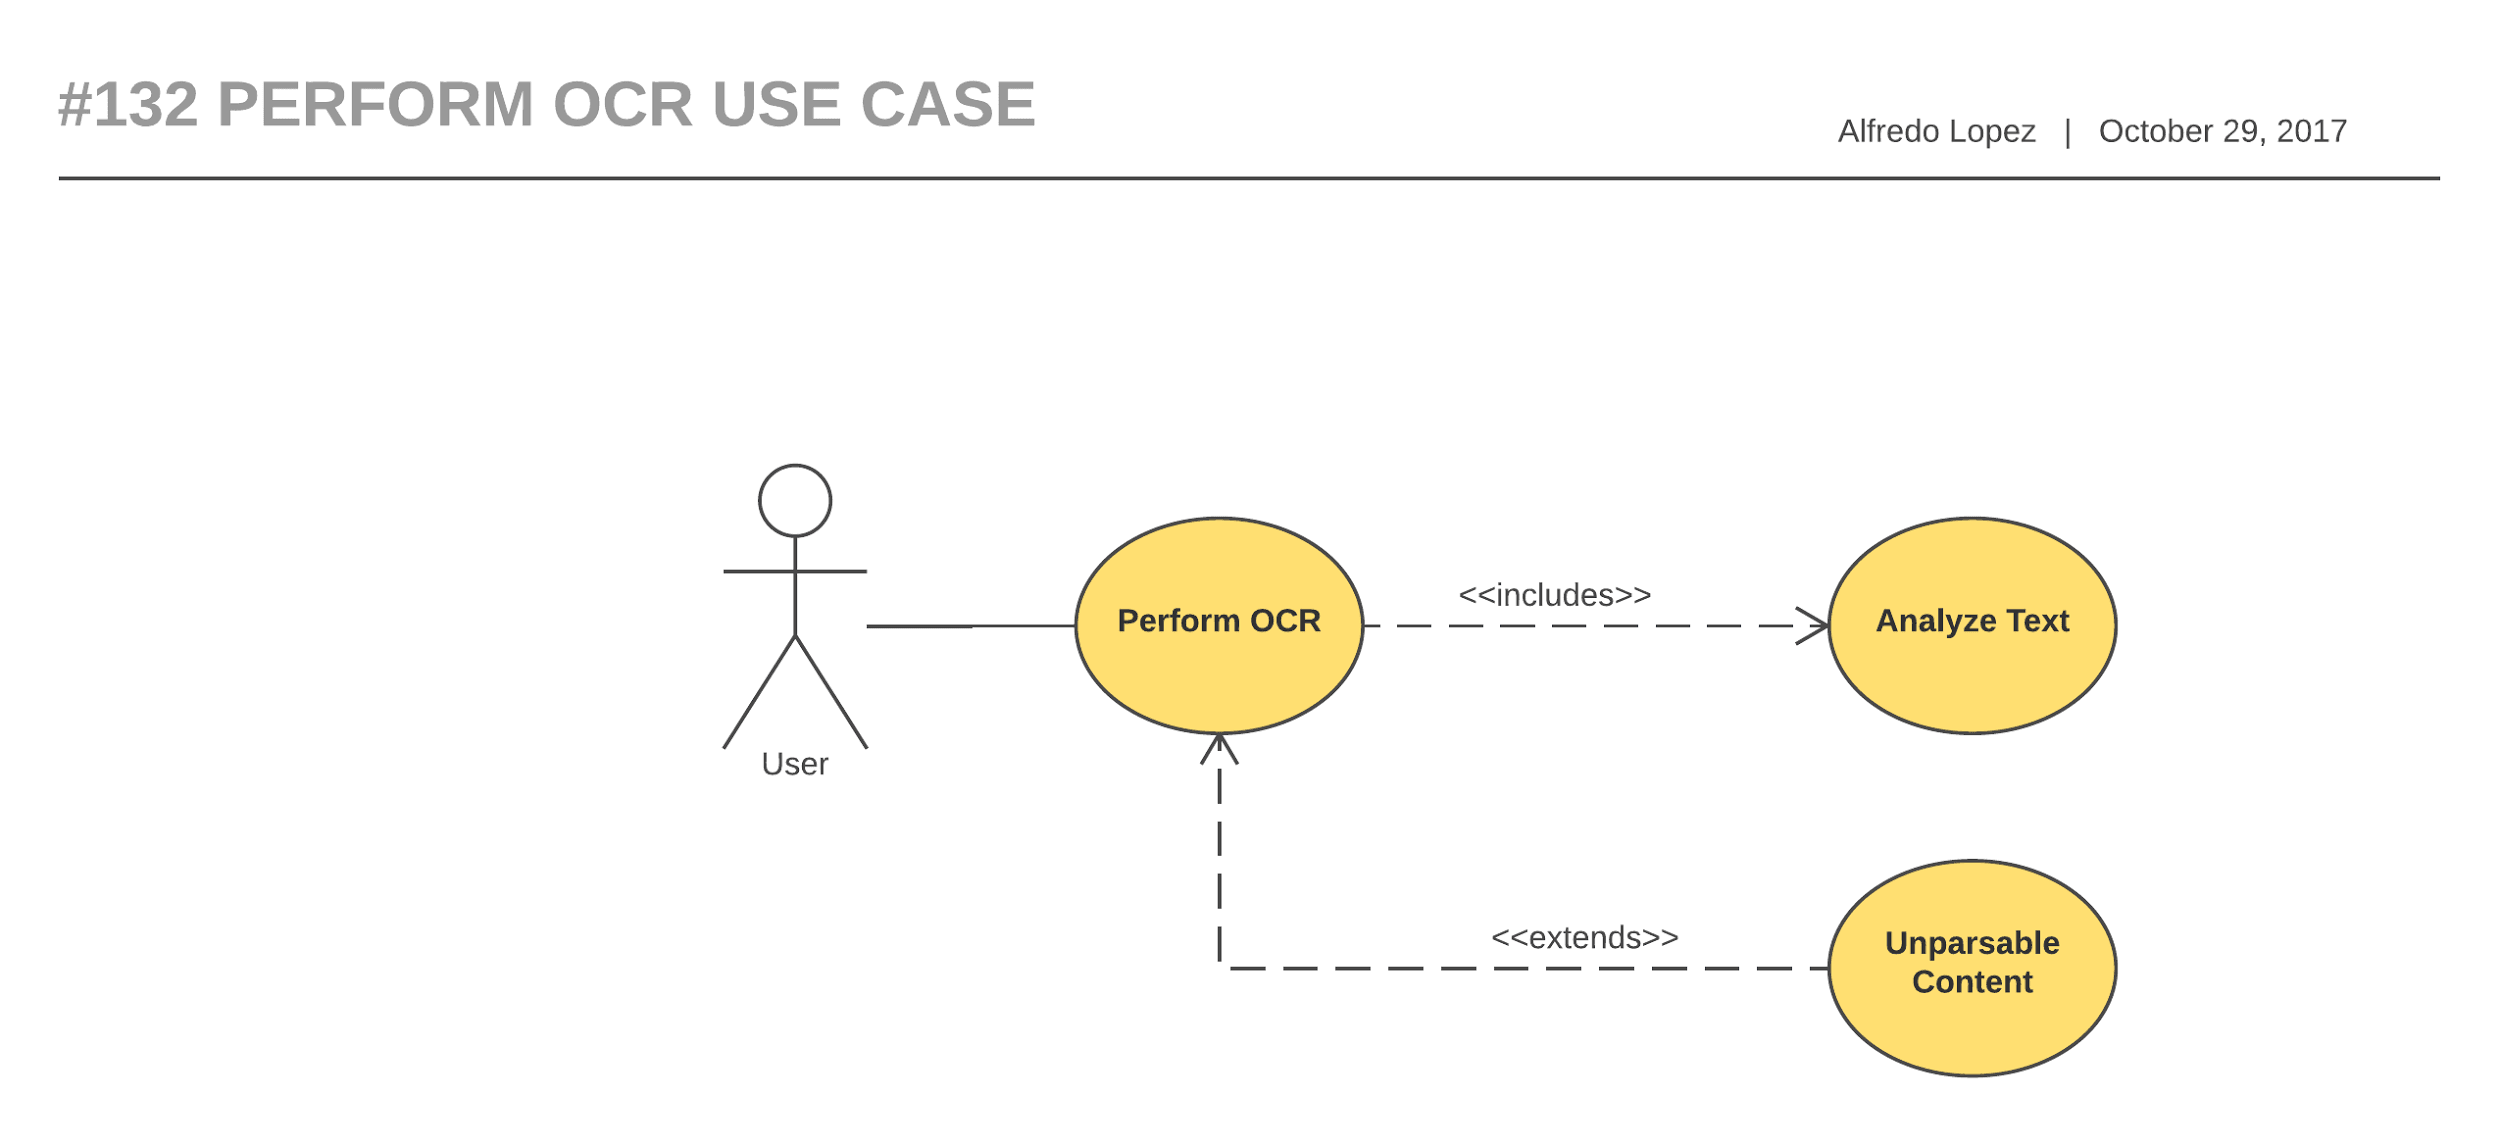 #132 PERFORM OCR USE CASE
Alfredo Lopez | October 29, 2017
<<includes>>
Perform OCR
Analyze Text
User
<<extends>>
Unparsable
Content